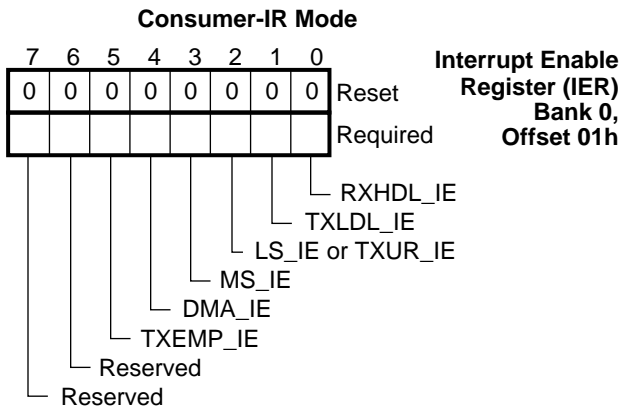 Consumer-IR Mode
7 6 5 4 3 2 1 0
Interrupt Enable
Register (IER)
Bank 0,
Offset 01h
0 0 0 0 0 0 0 0 Reset
Required
RXHDL_IE
TXLDL_IE
LS_IE or TXUR_IE
MS_IE
DMA_IE
TXEMP_IE
Reserved
Reserved